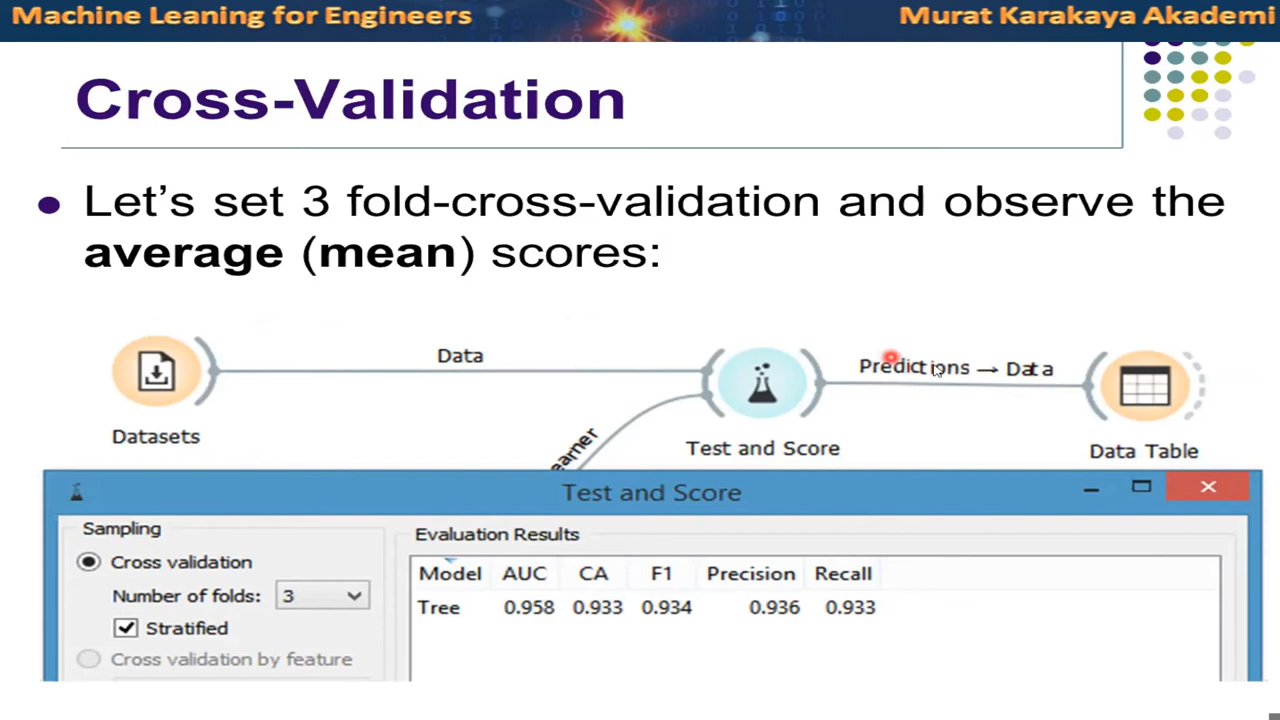 Machine Leaning for Engineers
Murat Karakaya Akademi
Cross-Validation
Let's set 3 fold-cross-validation and observe the
average (mean) scores:
Data
Predictions → Data
Datasets
earner
Test and Score
Data Table
Test and Score
Sampling
Cross validation
Number of folds: 3
Stratified
Cross validation by feature
Evaluation Results
Model AUC CA F1 Precision Recall
Tree 0.958 0.933 0.934 0.936 0.933